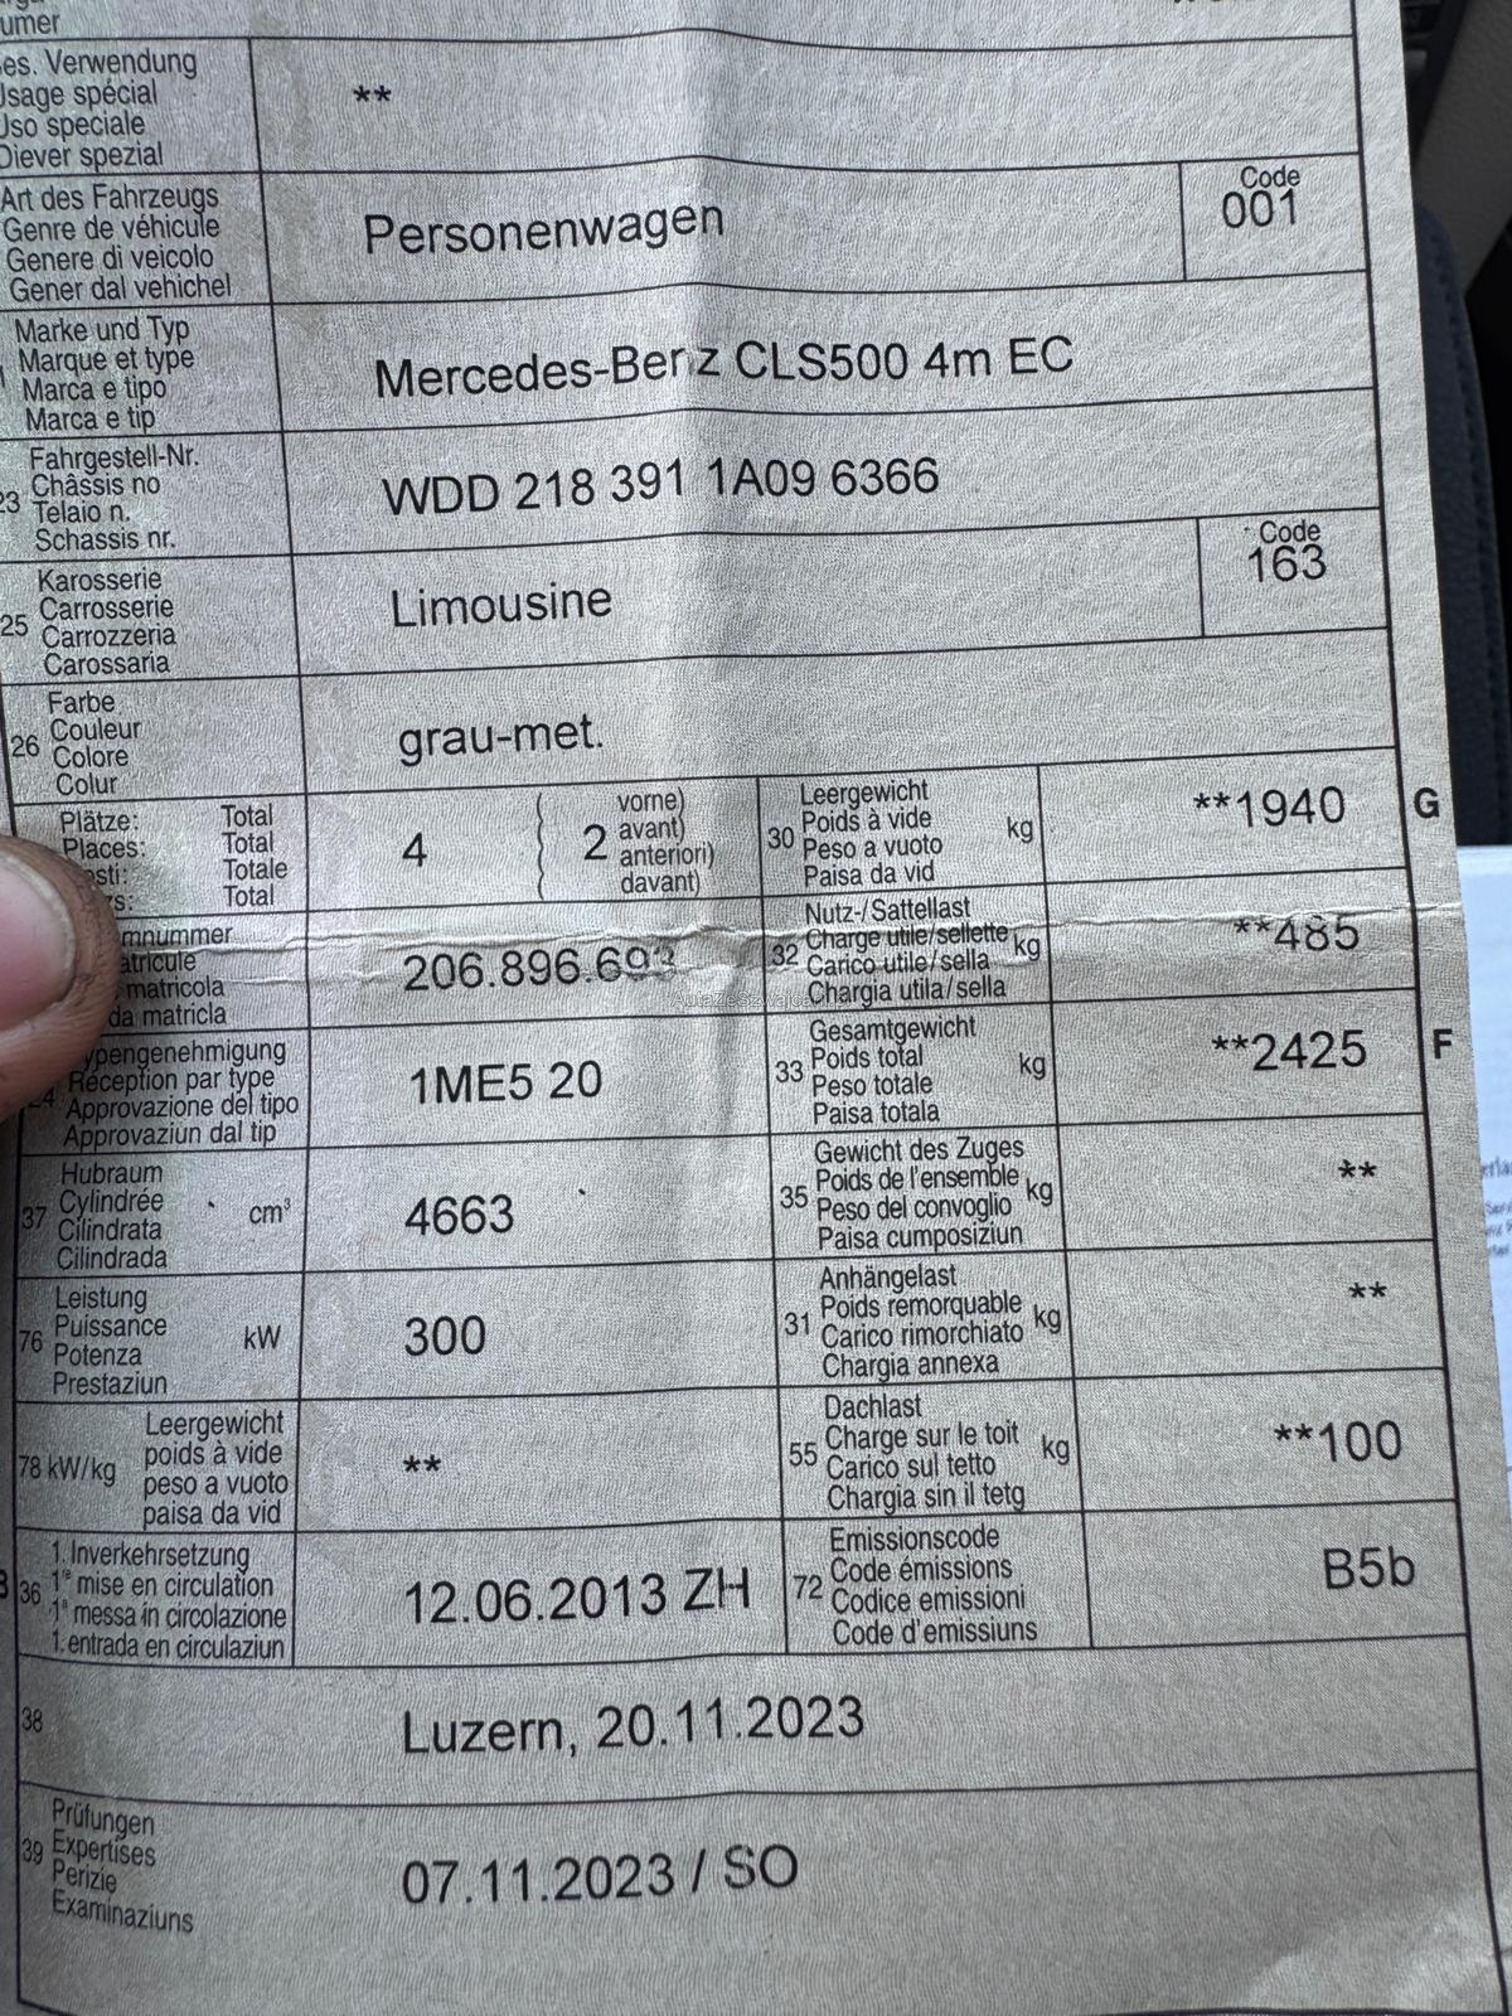 umer
es. Verwendung
Usage spécial
Uso speciale
Diever spezial
**
Art des Fahrzeugs
Genre de véhicule
Genere di veicolo
Gener dal vehichel
Personenwagen
Code
001
Marke und Typ
Marque et type
Marca e tipo
Marca e tip
Mercedes-Benz CLS500 4m EC
23
Fahrgestell-Nr.
Châssis no
Telaio n.
Schassis nr.
WDD 218 391 1A09 6366
25
Karosserie
Carrosserie
Carrozzeria
Carossaria
Limousine
Code
163
26
Farbe
Couleur
Colore
Colur
grau-met.
Plätze: Total
Places: Total
sti: Totale
s: Total
4
2
vorne)
avant)
anteriori)
davant)
30
Leergewicht
Poids à vide
Peso a vuoto
Paisa da vid
kg
**1940
G
mnummer
atricule
matricola
da matricla
206.896.693
32
Nutz-/Sattellast
Charge utile/sellette
Carico utile/sella
Chargia utila/sella
kg
**485
ypengenehmigung
Réception par type
Approvazione del tipo
Approvaziun dal tip
1ME5 20
33
Gesamtgewicht
Poids total
Peso totale
Paisa totala
kg
**2425
F
37
Hubraum
Cylindrée
Cilindrata
Cilindrada
cm³
4663
35
Gewicht des Zuges
Poids de l'ensemble
Peso del convoglio
Paisa cumposiziun
kg
**
76
Leistung
Puissance
Potenza
Prestaziun
kW
300
31
Anhängelast
Poids remorquable
Carico rimorchiato
Chargia annexa
kg
**
78 kW/kg
Leergewicht
poids à vide
peso a vuoto
paisa da vid
**
55
Dachlast
Charge sur le toit
Carico sul tetto
Chargia sin il tetg
kg
**100
36
1. Inverkehrsetzung
1re mise en circulation
1a messa in circolazione
1. entrada en circulaziun
12.06.2013 ZH
72
Emissionscode
Code émissions
Codice emissioni
Code d'emissiuns
B5b
38
Luzern, 20.11.2023
39
Prüfungen
Expertises
Perizie
Examinaziuns
07.11.2023 / SO